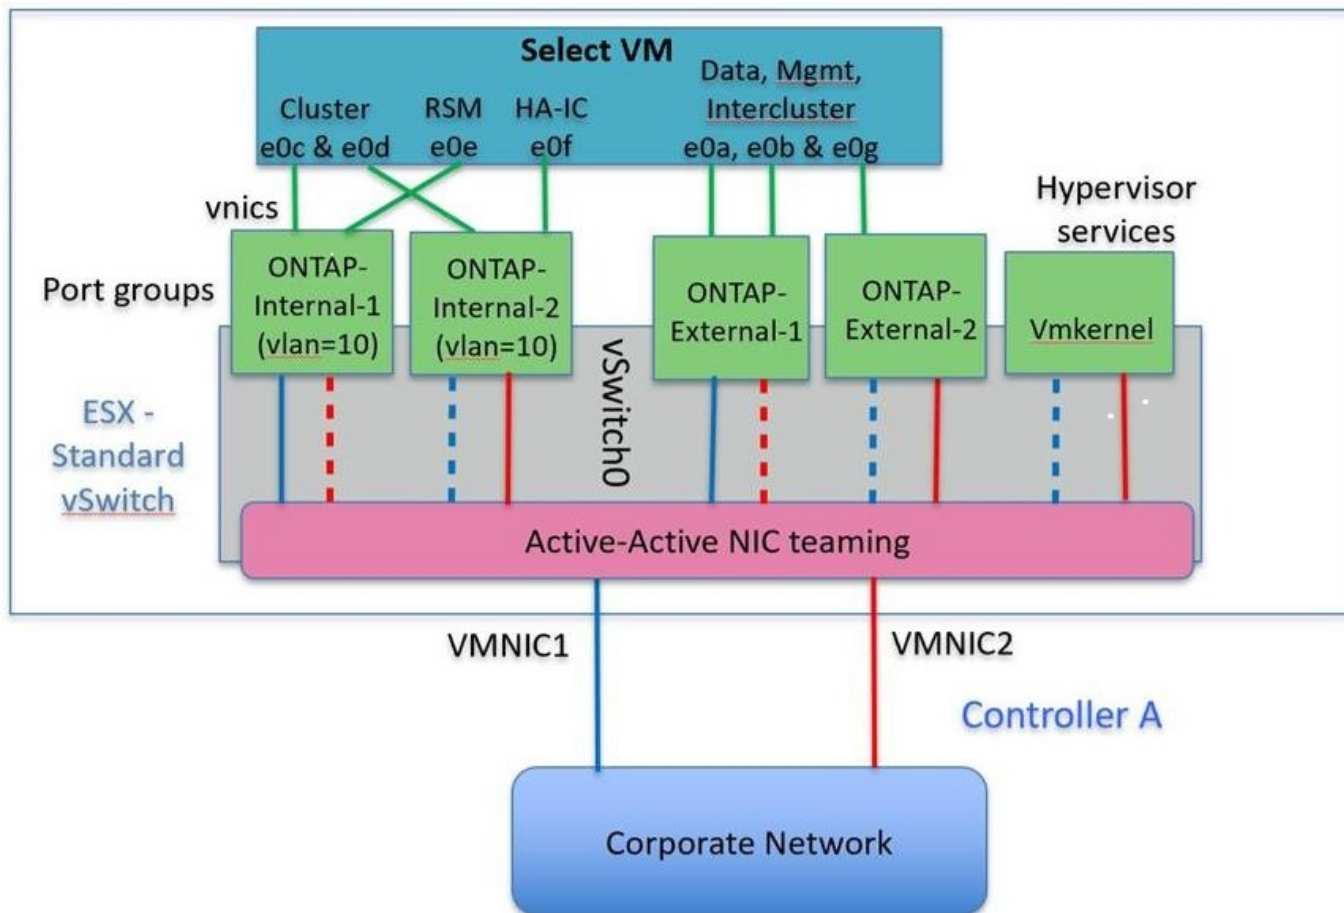 Select VM
Cluster
e0c & e0d
RSM
e0e
HA-IC
e0f
Data, Mgmt,
Intercluster
e0a, e0b & e0g
vnics
Hypervisor
services
Port groups
ONTAP-
Internal-1
(vlan=10)
ONTAP-
Internal-2
(vlan=10)
ONTAP-
External-1
ONTAP-
External-2
Vmkernel
ESX -
Standard
vSwitch
vSwitch0
Active-Active NIC teaming
VMNIC1
VMNIC2
Controller A
Corporate Network